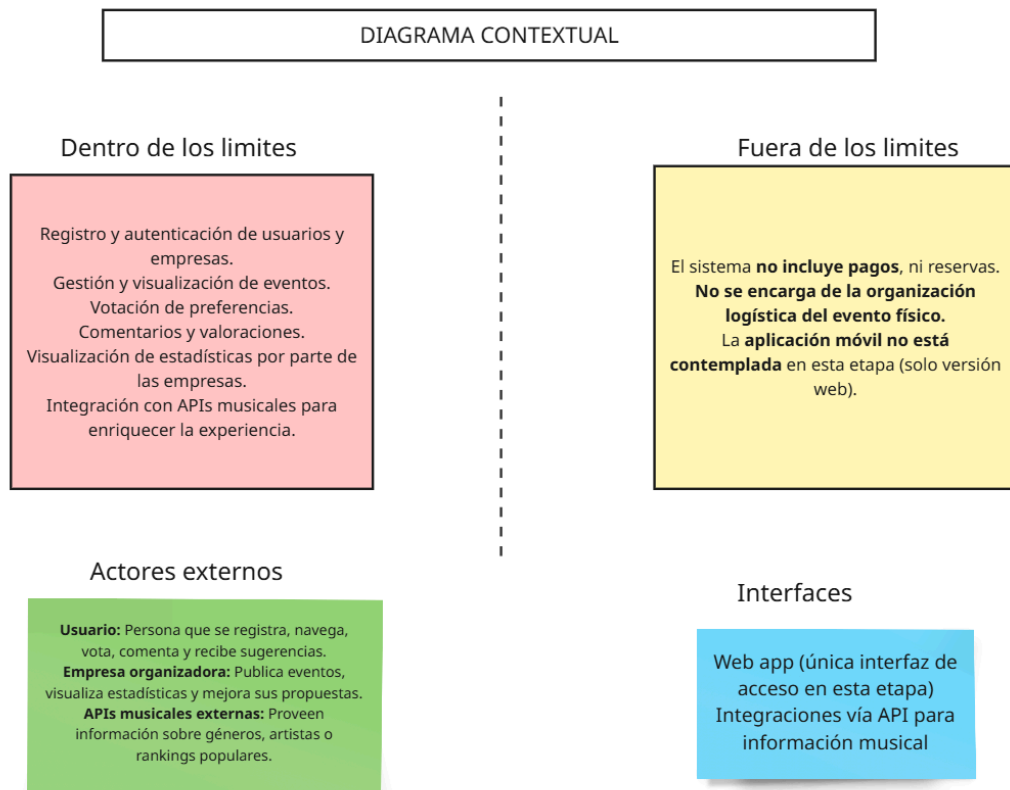 DIAGRAMA CONTEXTUAL
Dentro de los limites
Registro y autenticación de usuarios y
empresas.
Gestión y visualización de eventos.
Votación de preferencias.
Comentarios y valoraciones.
Visualización de estadísticas por parte de
las empresas.
Integración con APIs musicales para
enriquecer la experiencia.
Fuera de los limites
El sistema no incluye pagos, ni reservas.
No se encarga de la organización
logística del evento físico.
La aplicación móvil no está
contemplada en esta etapa (solo versión
web).
Actores externos
Usuario: Persona que se registra, navega,
vota, comenta y recibe sugerencias.
Empresa organizadora: Publica eventos,
visualiza estadísticas y mejora sus propuestas.
APIs musicales externas: Proveen
información sobre géneros, artistas o
rankings populares.
Interfaces
Web app (única interfaz de
acceso en esta etapa)
Integraciones vía API para
información musical